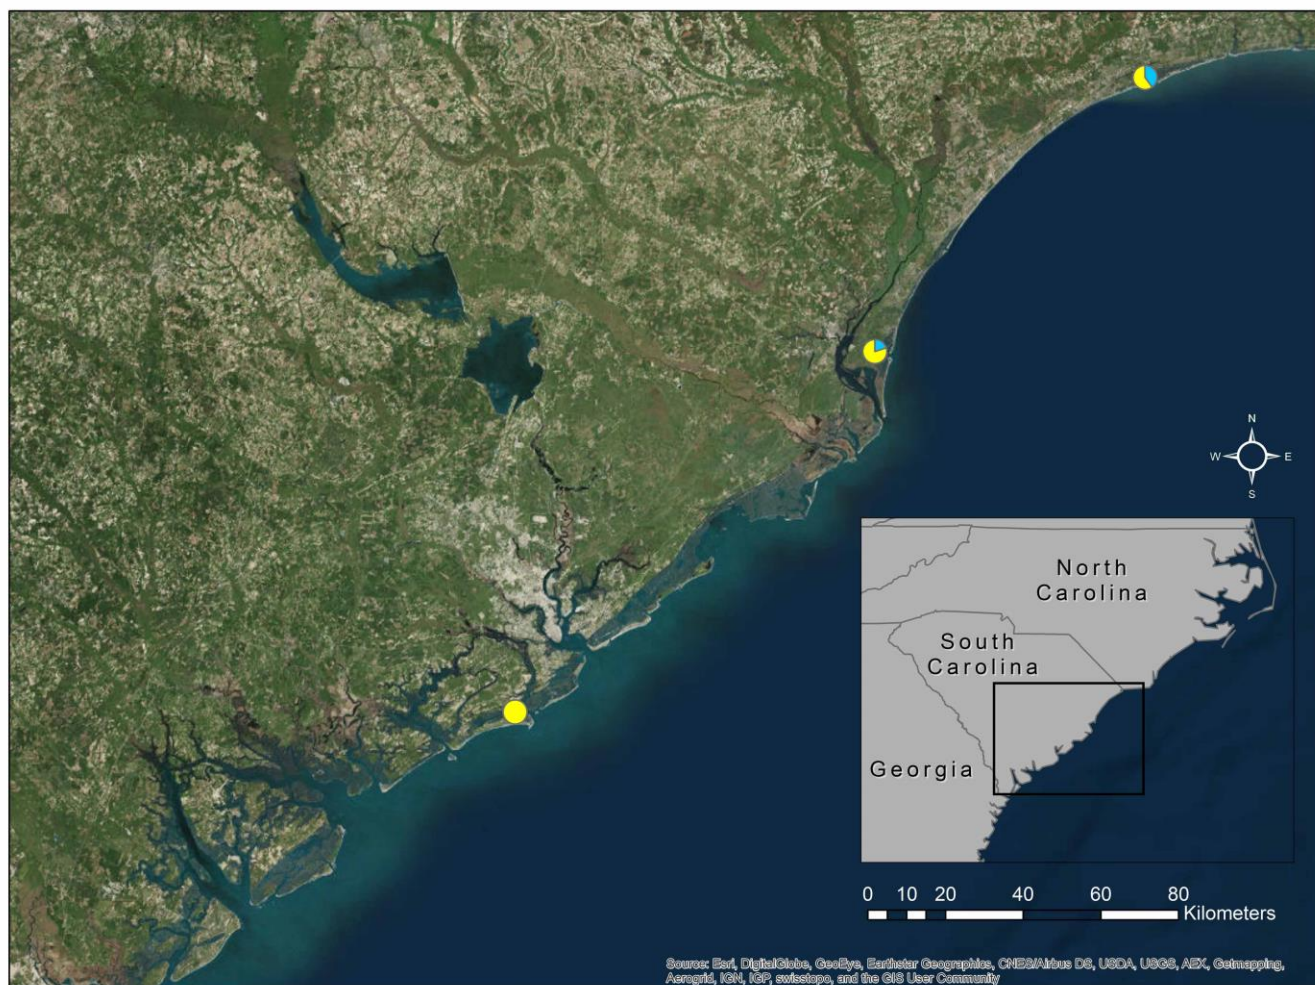 N
W E
S
North
Carolina
South
Carolina
Georgia
0 10 20 40 60 80
Kilometers
Source: Esri, DigitalGlobe, GeoEye, Earthstar Geographics, CNES/Airbus DS, USDA, USGS, AEX, Getmapping,
Aerogrid, IGN, IGP, swisstopo, and the GIS User Community